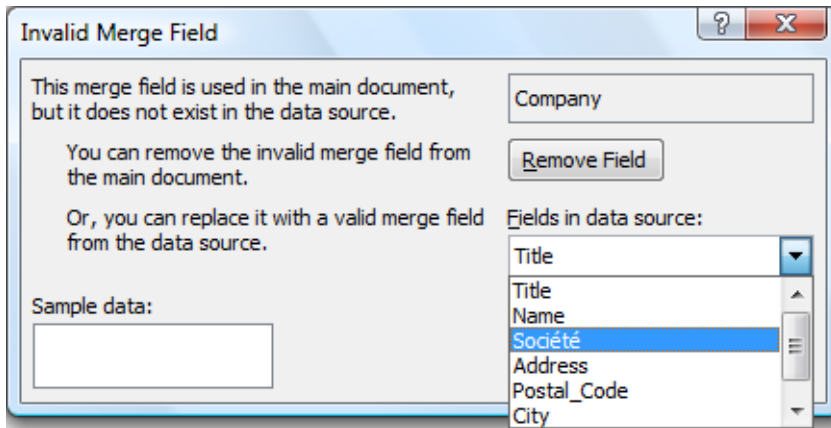 Invalid Merge Field
?
This merge field is used in the main document,
but it does not exist in the data source.
Company
You can remove the invalid merge field from
the main document.
Remove Field
Or, you can replace it with a valid merge field
from the data source.
Fields in data source:
Title
Sample data:
Title
Name
Société
Address
Postal_Code
City